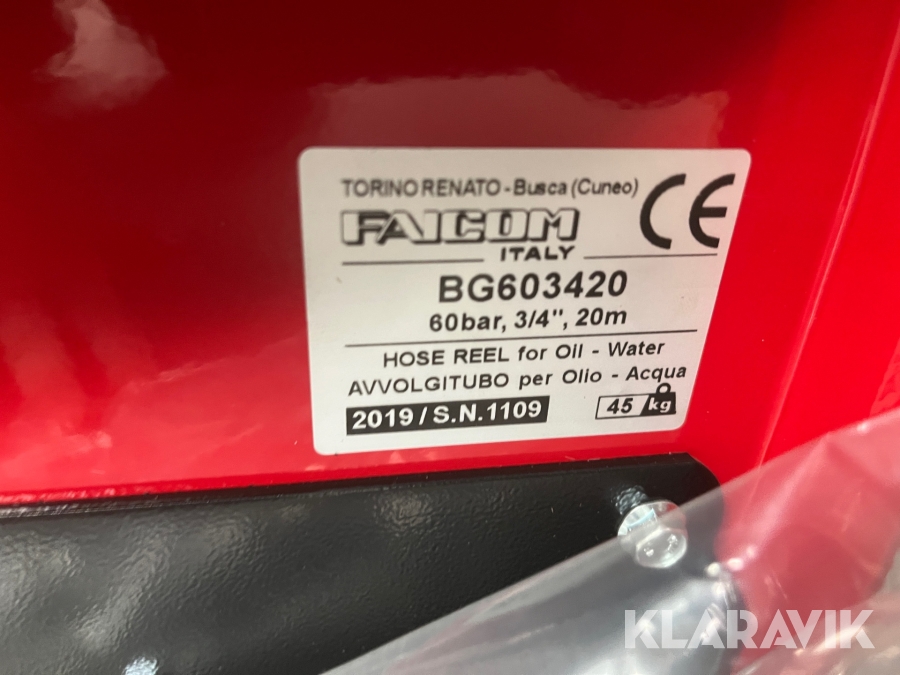 TORINO RENATO - Busca (Cuneo)
CE
FAICOM
ITALY
BG603420
60bar, 3/4", 20m
HOSE REEL for Oil - Water
AVVOLGITUBO per Olio - Acqua
2019 / S.N.1109
45 kg
KLARAVIK